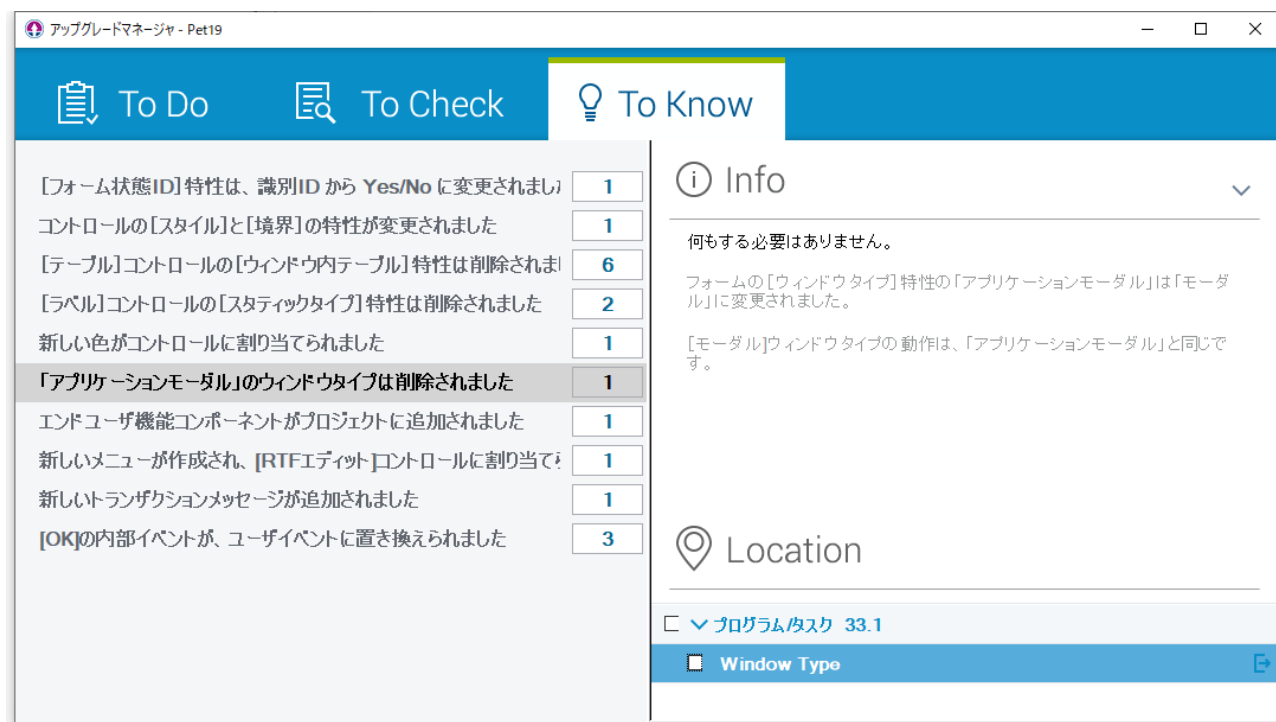 アップグレードマネージャ - Pet19
To Do
To Check
To Know
[フォーム状態ID]特性は、識別ID から Yes/No に変更されまし
1
コントロールの[スタイル]と[境界]の特性が変更されました
1
[テーブル]コントロールの[ウィンドウ内テーブル]特性は削除されま
6
[ラベル]コントロールの[スタティックタイプ]特性は削除されました
2
新しい色がコントロールに割り当てられました
1
「アプリケーションモーダル」のウィンドウタイプは削除されました
1
エンドユーザ機能コンポーネントがプロジェクトに追加されました
1
新しいメニューが作成され、[RTFエディット]コントロールに割り当て
1
新しいトランザクションメッセージが追加されました
1
[OK]の内部イベントが、ユーザイベントに置き換えられました
3
Info
何もする必要はありません。
フォームの[ウィンドウタイプ]特性の「アプリケーションモーダル」は「モーダ
ル」に変更されました。
[モーダル]ウィンドウタイプの動作は、「アプリケーションモーダル」と同じで
す。
Location
プログラム/タスク 33.1
Window Type